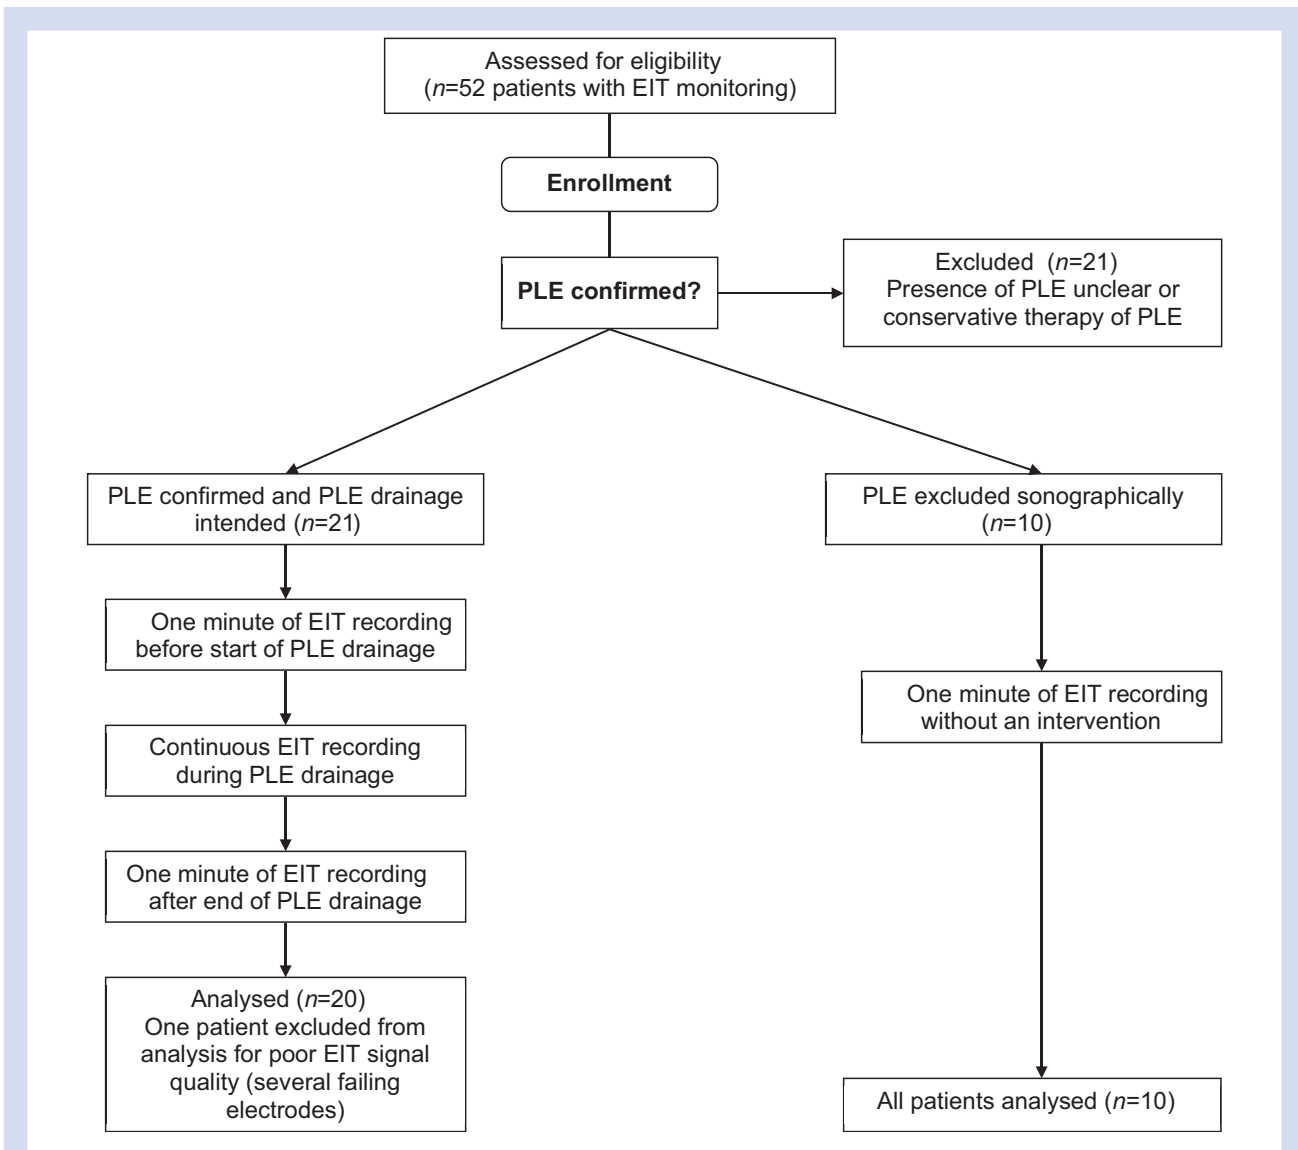 Assessed for eligibility
(n=52 patients with EIT monitoring)
Enrollment
PLE confirmed?
Excluded (n=21)
Presence of PLE unclear or
conservative therapy of PLE
PLE confirmed and PLE drainage
intended (n=21)
PLE excluded sonographically
(n=10)
One minute of EIT recording
before start of PLE drainage
One minute of EIT recording
without an intervention
Continuous EIT recording
during PLE drainage
One minute of EIT recording
after end of PLE drainage
Analysed (n=20)
One patient excluded from
analysis for poor EIT signal
quality (several failing
electrodes)
All patients analysed (n=10)